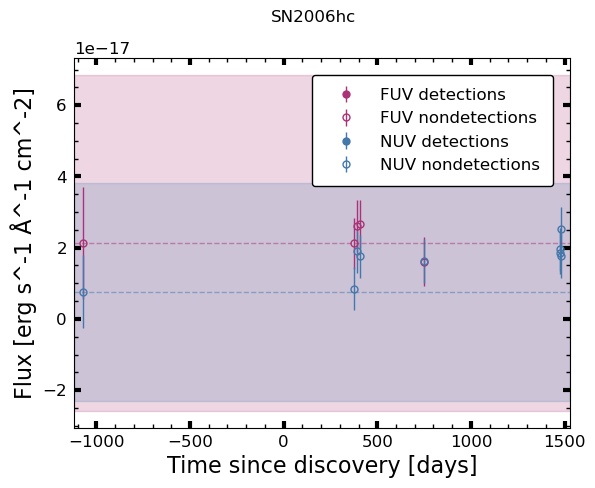 SN2006hc
1e−17
FUV detections
FUV nondetections
NUV detections
NUV nondetections
6
4
2
0
−2
Flux [erg s^-1 Å^-1 cm^-2]
−1000
−500
0
500
1000
1500
Time since discovery [days]